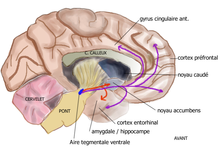 gyrus cingulaire ant.
C. CALLEUX
cortex préfrontal
noyau caudé
CERVELET
PONT
noyau accumbens
cortex entorhinal
amygdale / hippocampe
Aire tegmentale ventrale
AVANT